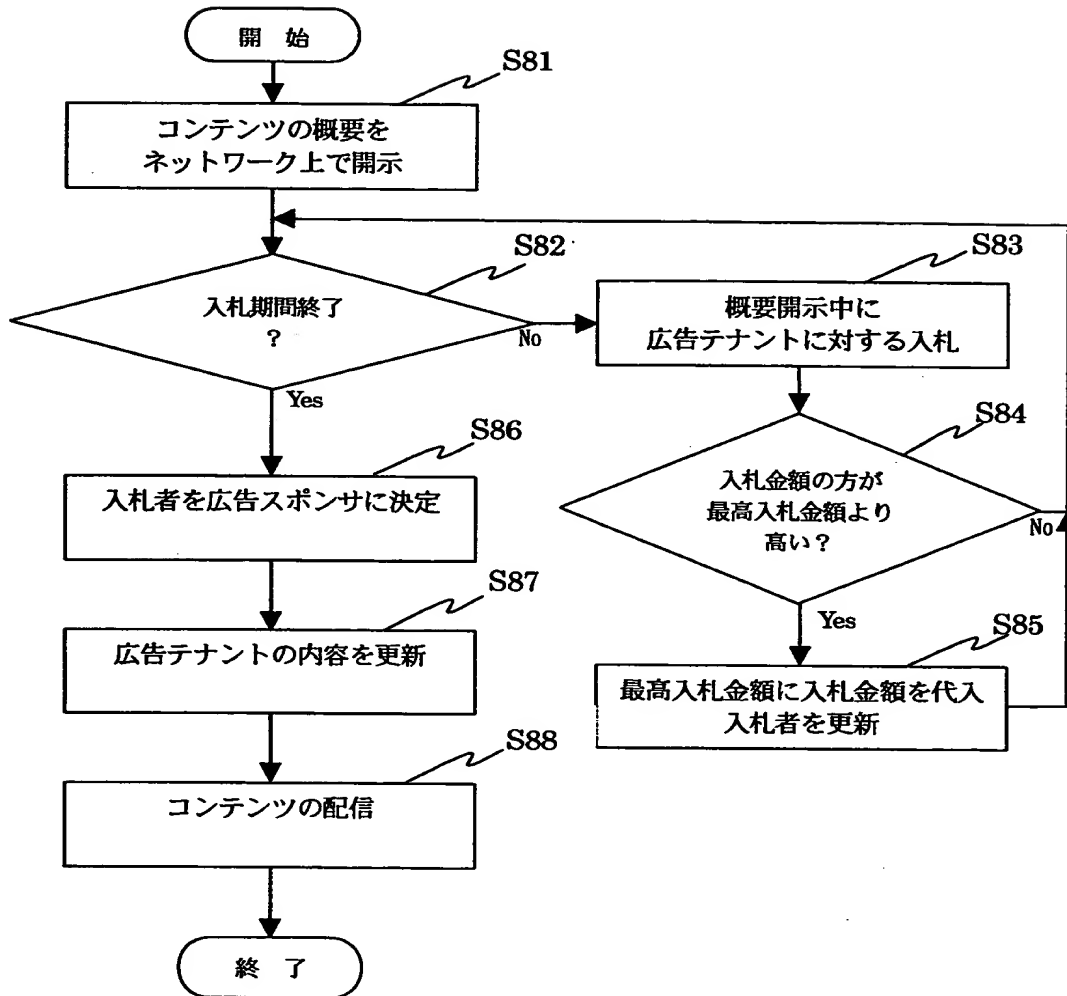 開 始
S81
コンテンツの概要を
ネットワーク上で開示
S82
入札期間終了
?
No
Yes
S83
概要開示中に
広告テナントに対する入札
S84
入札金額の方が
最高入札金額より
高い?
No
Yes
S85
最高入札金額に入札金額を代入
入札者を更新
S86
入札者を広告スポンサに決定
S87
広告テナントの内容を更新
S88
コンテンツの配信
終 了